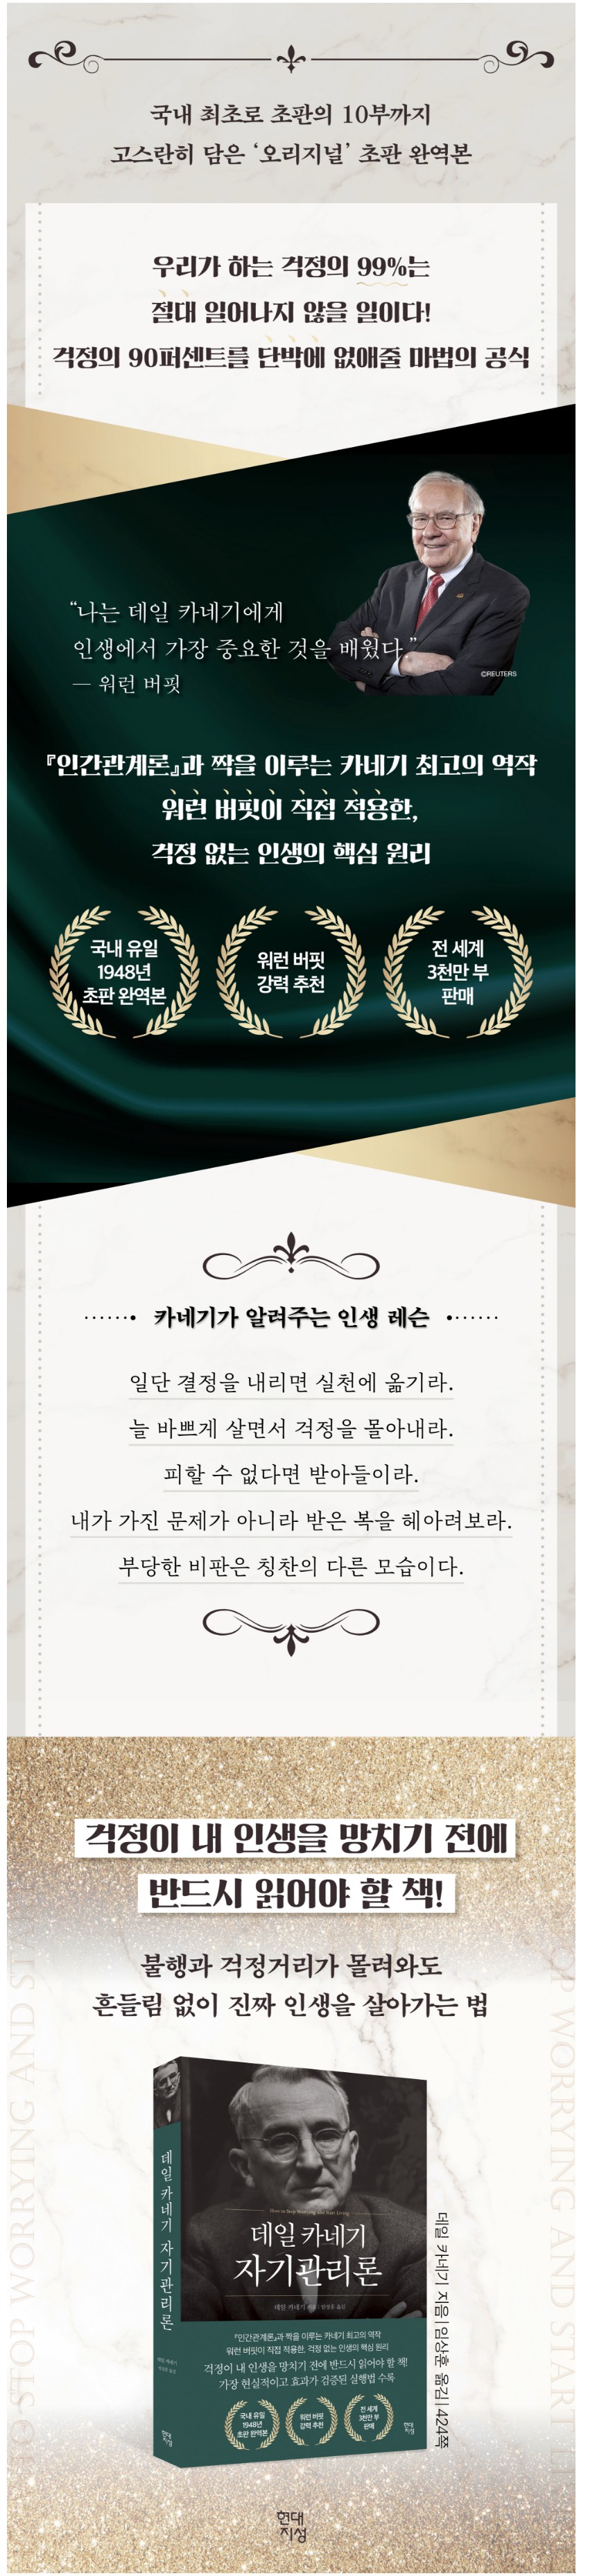 국내 최초로 초판의 10부까지
고스란히 담은 ‘오리지널’ 초판 완역본
우리가 하는 걱정의 99%는
절대 일어나지 않을 일이다!
걱정의 90퍼센트를 단박에 없애줄 마법의 공식
“나는 데일 카네기에게
인생에서 가장 중요한 것을 배웠다.”
— 워런 버핏
©REUTERS
『인간관계론』과 짝을 이루는 카네기 최고의 역작
워런 버핏이 직접 적용한,
걱정 없는 인생의 핵심 원리
국내 유일
1948년
초판 완역본
워런 버핏
강력 추천
전 세계
3천만 부
판매
카네기가 알려주는 인생 레슨
일단 결정을 내리면 실천에 옮기라.
늘 바쁘게 살면서 걱정을 몰아내라.
피할 수 없다면 받아들이라.
내가 가진 문제가 아니라 받은 복을 헤아려보라.
부당한 비판은 칭찬의 다른 모습이다.
걱정이 내 인생을 망치기 전에
반드시 읽어야 할 책!
불행과 걱정거리가 몰려와도
흔들림 없이 진짜 인생을 살아가는 법
STOP WORRYING AND ST
OP WORRYING AND START
데일 카네기 자기관리론
데일 카네기
임상훈 옮김
현대
지성
How to Stop Worrying and Start Living
데일 카네기
자기관리론
데일 카네기 지음 | 임상훈 옮김
『인간관계론』과 짝을 이루는 카네기 최고의 역작
워런 버핏이 직접 적용한, 걱정 없는 인생의 핵심 원리
걱정이 내 인생을 망치기 전에 반드시 읽어야 할 책!
가장 현실적이고 효과가 검증된 실행법 수록
국내 유일
1948년
초판 완역본
워런 버핏
강력 추천
전 세계
3천만 부
판매
현대
지성
데일 카네기 지음 | 임상훈 옮김 | 424쪽
현대
지성